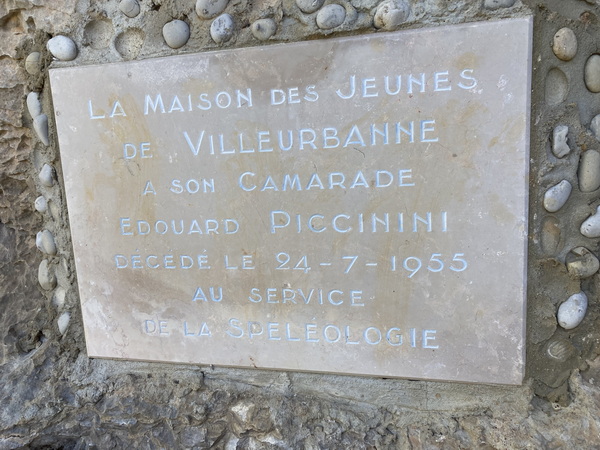 LA MAISON DES JEUNES
DE VILLEURBANNE
A SON CAMARADE
EDOUARD PICCININI
DÉCÉDÉ LE 24-7-1955
AU SERVICE
DE LA SPÉLÉOLOGIE